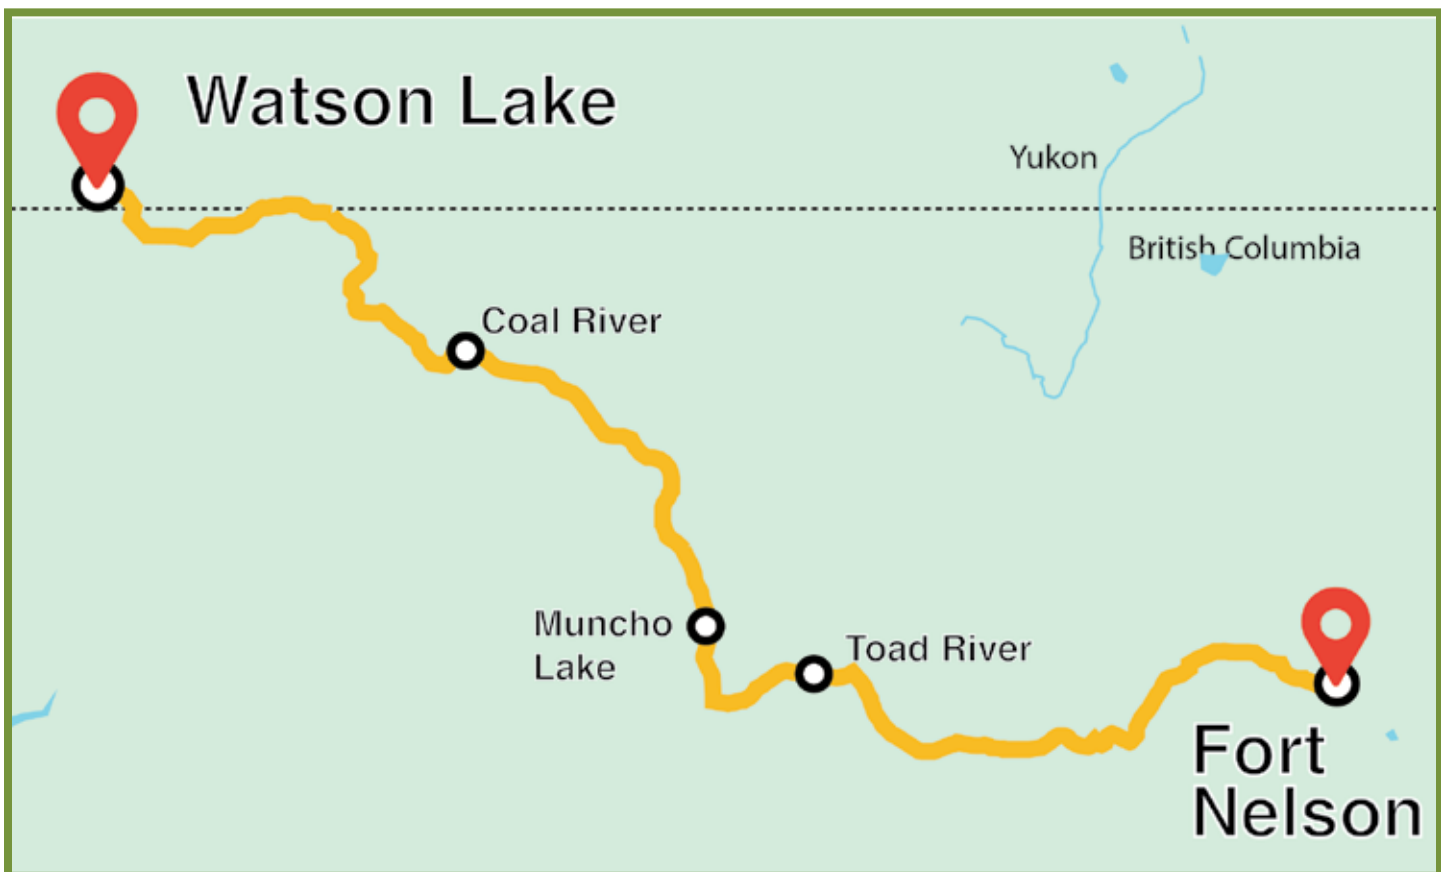 Watson Lake
Yukon
British Columbia
Coal River
Muncho
Lake
Toad River
Fort
Nelson